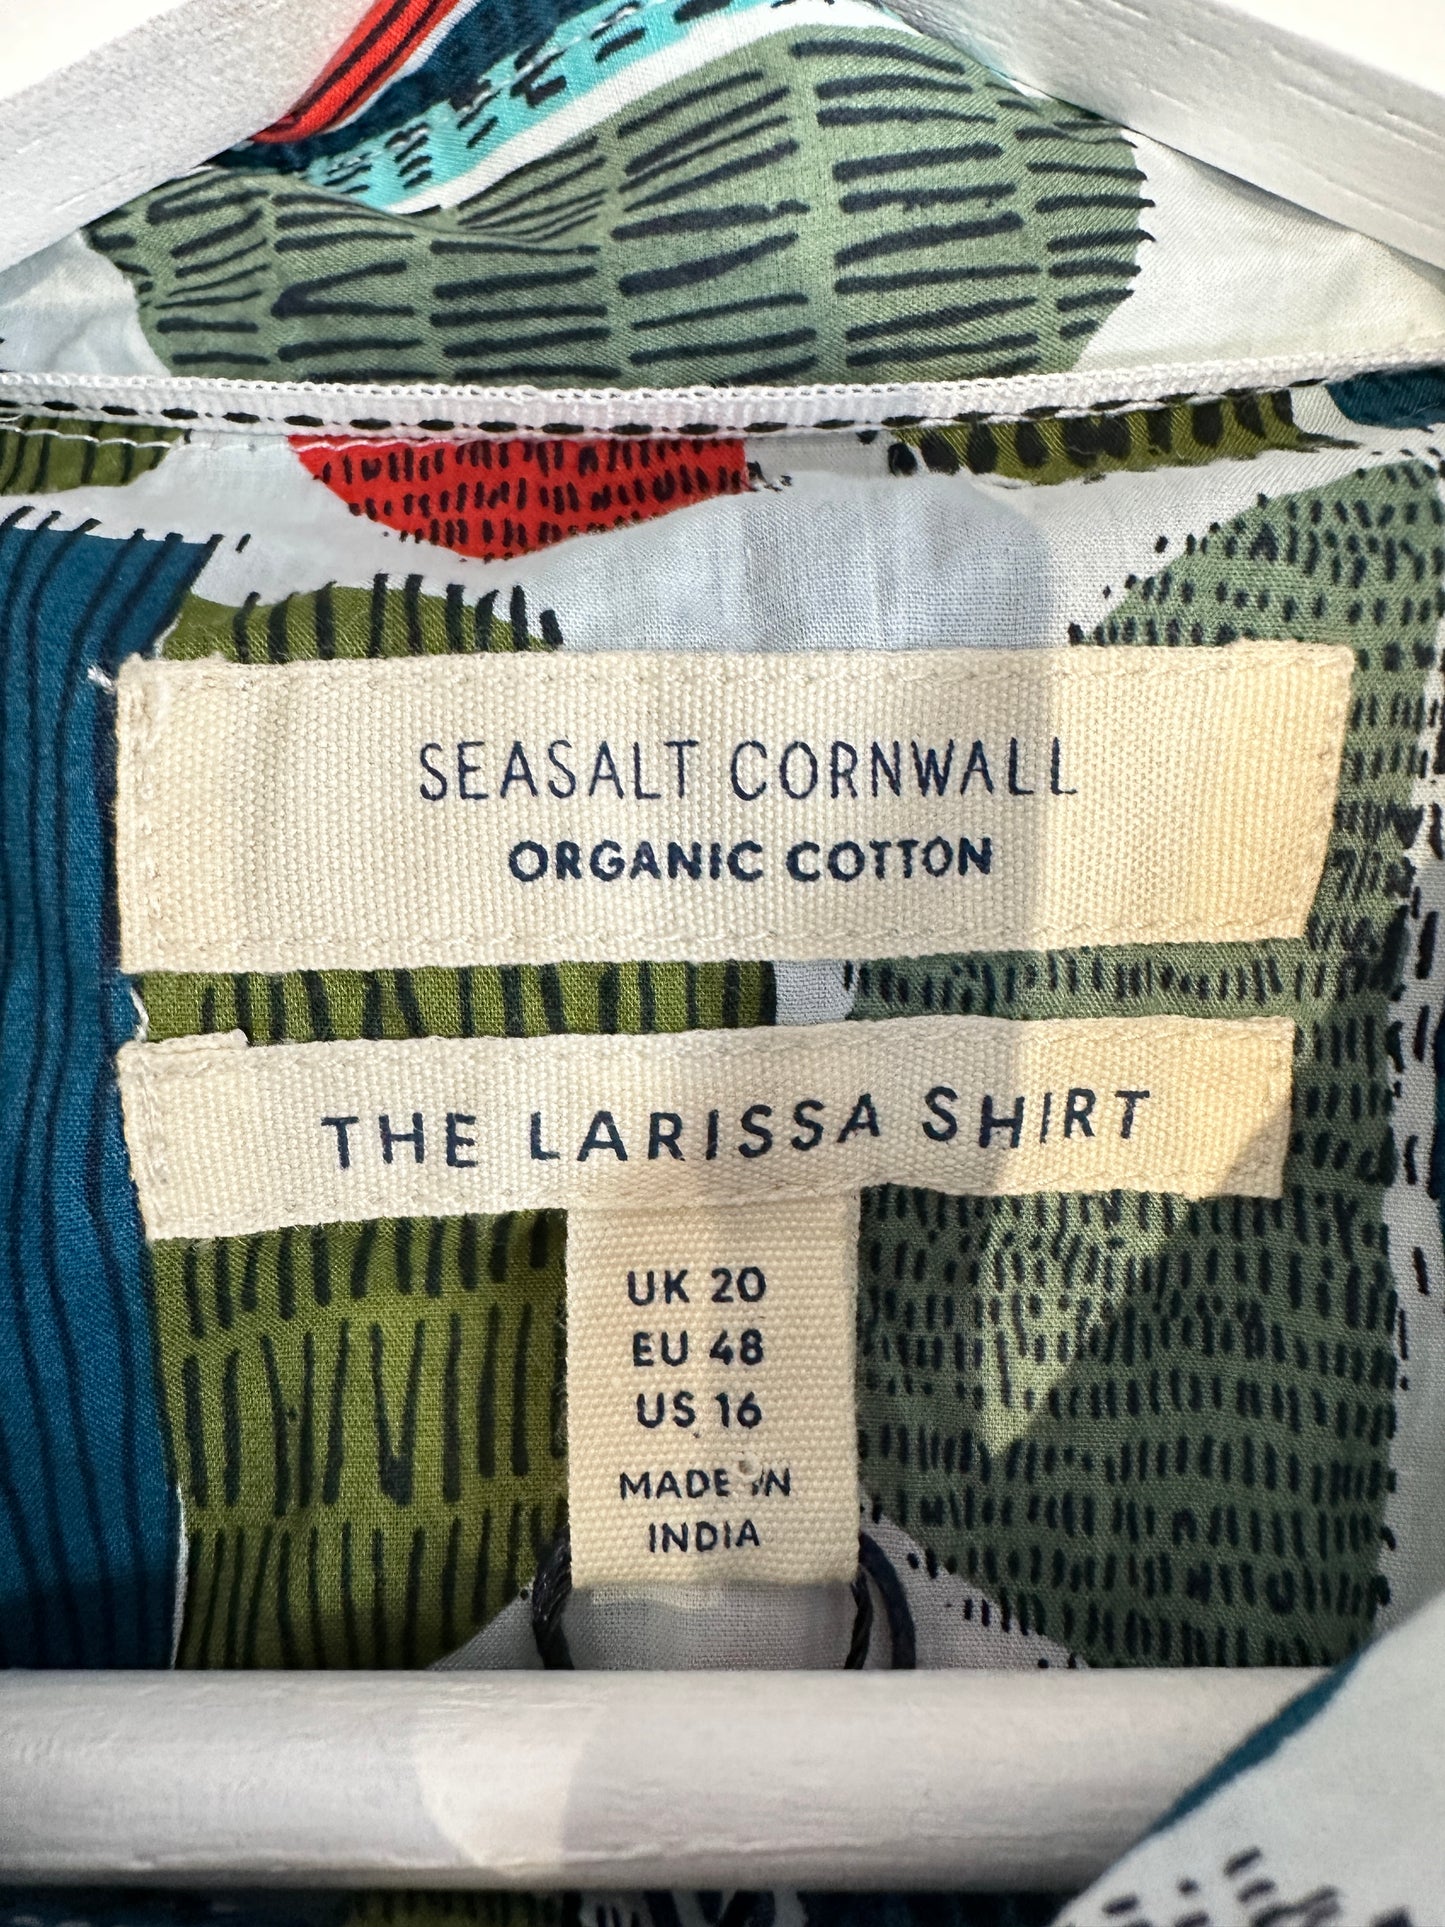 SEASALT CORNWALL
ORGANIC COTTON
THE LARISSA SHIRT
UK 20
EU 48
US 16
MADE IN
INDIA